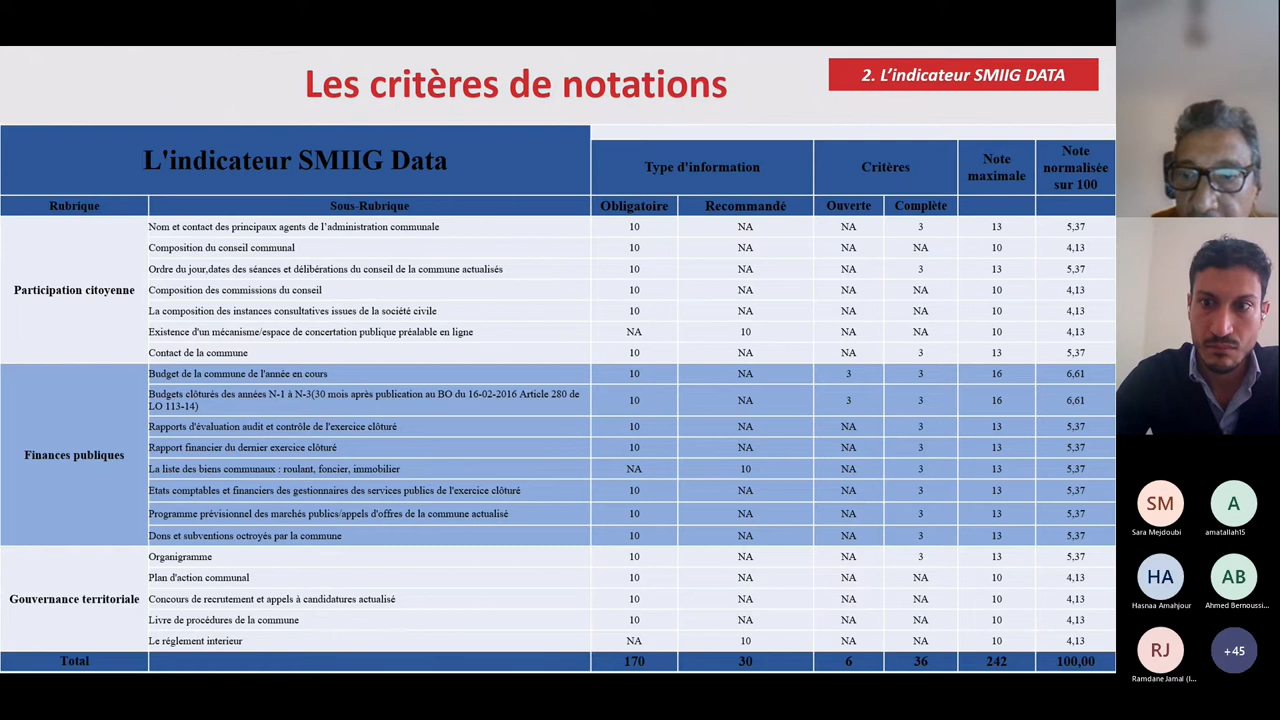 Les critères de notations
2. L'indicateur SMIIG DATA
L'indicateur SMIIG Data
Type d'information
Critères
Note maximale
Note normalisée sur 100
Rubrique Sous-Rubrique Obligatoire Recommandé Ouverte Complète
Participation citoyenne
Nom et contact des principaux agents de l'administration communale 10 NA NA 3 13 5,37
Composition du conseil communal 10 NA NA NA 10 4,13
Ordre du jour,dates des séances et délibérations du conseil de la commune actualisés 10 NA NA 3 13 5,37
Composition des commissions du conseil 10 NA NA NA 10 4,13
La composition des instances consultatives issues de la société civile 10 NA NA NA 10 4,13
Existence d'un mécanisme/espace de concertation publique préalable en ligne NA 10 NA NA 10 4,13
Contact de la commune 10 NA NA 3 13 5,37
Finances publiques
Budget de la commune de l'année en cours 10 NA 3 3 16 6,61
Budgets clôturés des années N-1 à N-3(30 mois après publication au BO du 16-02-2016 Article 280 de
LO 113-14) 10 NA 3 3 16 6,61
Rapports d'évaluation audit et contrôle de l'exercice clôturé 10 NA NA 3 13 5,37
Rapport financier du dernier exercice clôturé 10 NA NA 3 13 5,37
La liste des biens communaux : roulant, foncier, immobilier NA 10 NA 3 13 5,37
Etats comptables et financiers des gestionnaires des services publics de l'exercice clôturé 10 NA NA 3 13 5,37
Programme prévisionnel des marchés publics/appels d'offres de la commune actualisé 10 NA NA 3 13 5,37
Dons et subventions octroyés par la commune 10 NA NA 3 13 5,37
Gouvernance territoriale
Organigramme 10 NA NA 3 13 5,37
Plan d'action communal 10 NA NA NA 10 4,13
Concours de recrutement et appels à candidatures actualisé 10 NA NA NA 10 4,13
Livre de procédures de la commune 10 NA NA NA 10 4,13
Le réglement interieur NA 10 NA NA 10 4,13
Total 170 30 6 36 242 100,00
SM
Sara Mejdoubi
A
amatallah15
HA
Hasnaa Amahjour
AB
Ahmed Bernoussi...
RJ
Ramdane Jamal (I...
+45